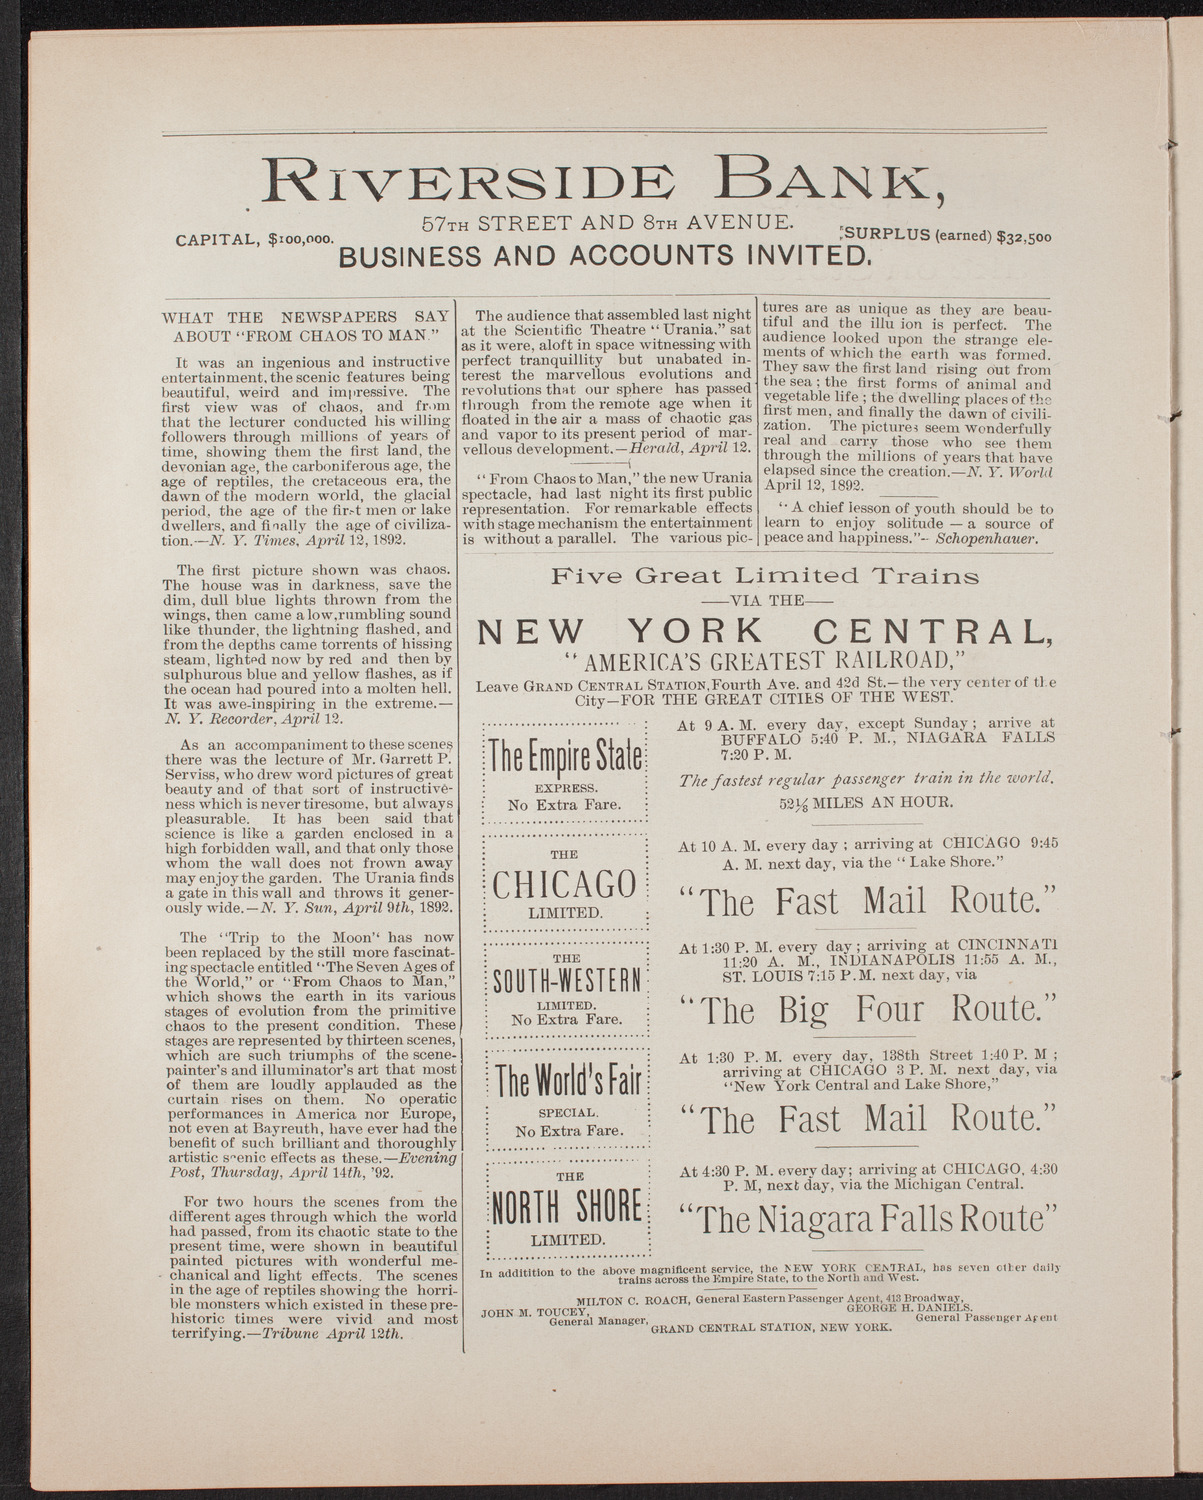 RIVERSIDE BANK,
57TH STREET AND 8TH AVENUE.
CAPITAL, $100,000.
SURPLUS (earned) $32,500
BUSINESS AND ACCOUNTS INVITED.
WHAT THE NEWSPAPERS SAY
ABOUT "FROM CHAOS TO MAN."
It was an ingenious and instructive
entertainment, the scenic features being
beautiful, weird and impressive. The
first view was of chaos, and from
that the lecturer conducted his willing
followers through millions of years of
time, showing them the first land, the
devonian age, the carboniferous age, the
age of reptiles, the cretaceous era, the
dawn of the modern world, the glacial
period, the age of the first men or lake
dwellers, and finally the age of civiliza-
tion.—N. Y. Times, April 12, 1892.
The first picture shown was chaos.
The house was in darkness, save the
dim, dull blue lights thrown from the
wings, then came a low, rumbling sound
like thunder, the lightning flashed, and
from the depths came torrents of hissing
steam, lighted now by red and then by
sulphurous blue and yellow flashes, as if
the ocean had poured into a molten hell.
It was awe-inspiring in the extreme.—
N. Y. Recorder, April 12.
As an accompaniment to these scenes
there was the lecture of Mr. Garrett P.
Serviss, who drew word pictures of great
beauty and of that sort of instructive-
ness which is never tiresome, but always
pleasurable. It has been said that
science is like a garden enclosed in a
high forbidden wall, and that only those
whom the wall does not frown away
may enjoy the garden. The Urania finds
a gate in this wall and throws it gener-
ously wide.—N. Y. Sun, April 9th, 1892.
The "Trip to the Moon" has now
been replaced by the still more fascinat-
ing spectacle entitled "The Seven Ages of
the World," or "From Chaos to Man,"
which shows the earth in its various
stages of evolution from the primitive
chaos to the present condition. These
stages are represented by thirteen scenes,
which are such triumphs of the scene-
painter's and illuminator's art that most
of them are loudly applauded as the
curtain rises on them. No operatic
performances in America nor Europe,
not even at Bayreuth, have ever had the
benefit of such brilliant and thoroughly
artistic scenic effects as these.—Evening
Post, Thursday, April 14th, '92.
For two hours the scenes from the
different ages through which the world
had passed, from its chaotic state to the
present time, were shown in beautiful
painted pictures with wonderful me-
chanical and light effects. The scenes
in the age of reptiles showing the horri-
ble monsters which existed in these pre-
historic times were vivid and most
terrifying.—Tribune April 12th.
The audience that assembled last night
at the Scientific Theatre "Urania," sat
as it were, aloft in space witnessing with
perfect tranquillity but unabated in-
terest the marvellous evolutions and
revolutions that our sphere has passed
through from the remote age when it
floated in the air a mass of chaotic gas
and vapor to its present period of mar-
vellous development.—Herald, April 12.
"From Chaos to Man," the new Urania
spectacle, had last night its first public
representation. For remarkable effects
with stage mechanism the entertainment
is without a parallel. The various pic-
tures are as unique as they are beau-
tiful and the illu ion is perfect. The
audience looked upon the strange ele-
ments of which the earth was formed.
They saw the first land rising out from
the sea; the first forms of animal and
vegetable life; the dwelling places of the
first men, and finally the dawn of civili-
zation. The pictures seem wonderfully
real and carry those who see them
through the millions of years that have
elapsed since the creation.—N. Y. World
April 12, 1892.
"A chief lesson of youth should be to
learn to enjoy solitude — a source of
peace and happiness."— Schopenhauer.
Five Great Limited Trains
—VIA THE—
NEW YORK CENTRAL,
"AMERICA'S GREATEST RAILROAD,"
Leave GRAND CENTRAL STATION, Fourth Ave. and 42d St.—the very center of the
City—FOR THE GREAT CITIES OF THE WEST.
The Empire State
EXPRESS.
No Extra Fare.
At 9 A. M. every day, except Sunday; arrive at
BUFFALO 5:40 P. M., NIAGARA FALLS
7:20 P. M.
The fastest regular passenger train in the world.
52⅛ MILES AN HOUR.
THE
CHICAGO
LIMITED.
At 10 A. M. every day; arriving at CHICAGO 9:45
A. M. next day, via the "Lake Shore."
"The Fast Mail Route."
THE
SOUTH-WESTERN
LIMITED.
No Extra Fare.
At 1:30 P. M. every day; arriving at CINCINNATI
11:20 A. M., INDIANAPOLIS 11:55 A. M.,
ST. LOUIS 7:15 P. M. next day, via
"The Big Four Route."
The World's Fair
SPECIAL.
No Extra Fare.
At 1:30 P. M. every day, 138th Street 1:40 P. M;
arriving at CHICAGO 3 P. M. next day, via
"New York Central and Lake Shore,"
"The Fast Mail Route."
THE
NORTH SHORE
LIMITED.
At 4:30 P. M. every day; arriving at CHICAGO, 4:30
P. M, next day, via the Michigan Central.
"The Niagara Falls Route"
In additition to the above magnificent service, the NEW YORK CENTRAL, has seven other daily
trains across the Empire State, to the North and West.
MILTON C. ROACH, General Eastern Passenger Agent, 413 Broadway,
JOHN M. TOUCEY,
General Manager,
GEORGE H. DANIELS.
General Passenger Agent
GRAND CENTRAL STATION, NEW YORK.